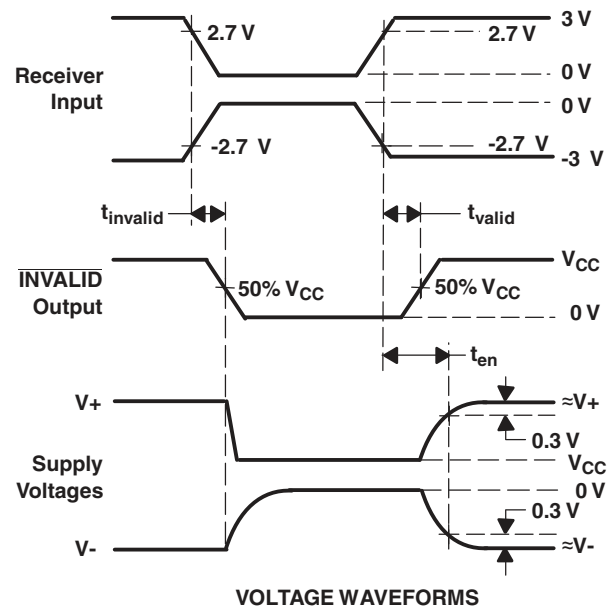 3 V
2.7 V
2.7 V
Receiver
Input
0 V
0 V
-2.7 V
-2.7 V
-3 V
tinvalid
tvalid
INVALID
Output
VCC
50% VCC
50% VCC
0 V
ten
V+
≈V+
0.3 V
Supply
Voltages
VCC
0 V
0.3 V
V-
≈V-
VOLTAGE WAVEFORMS